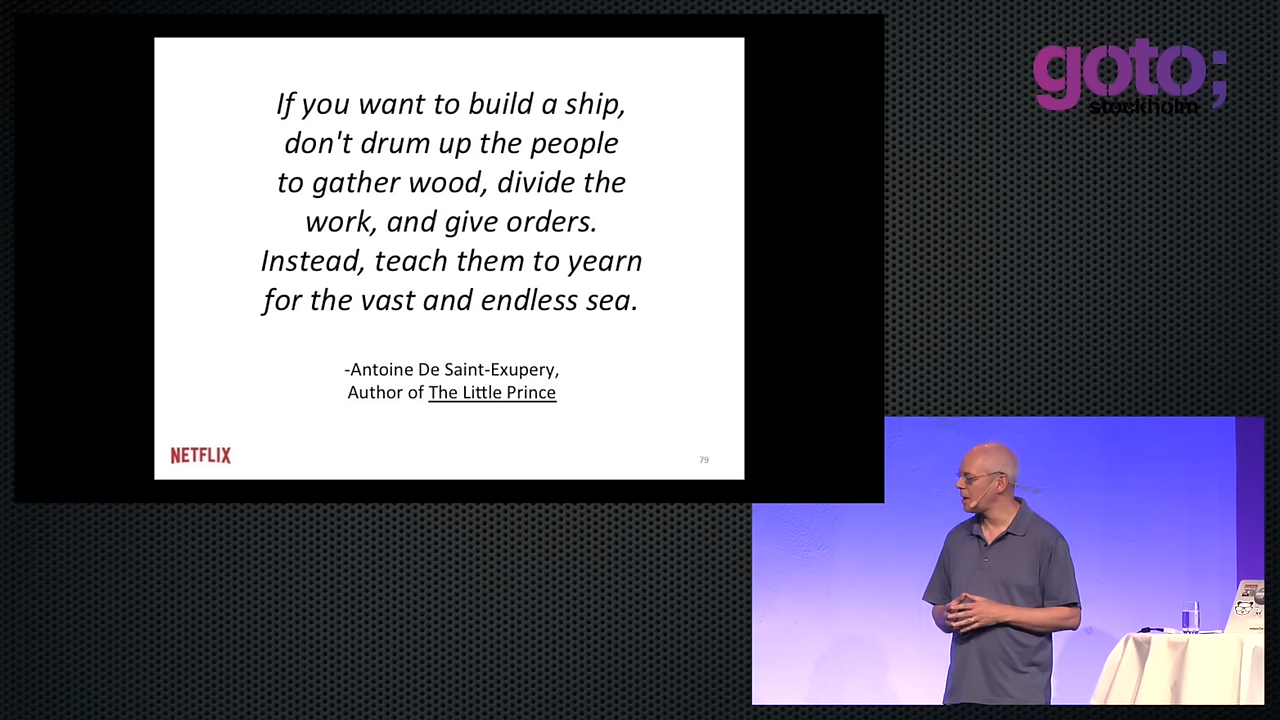 If you want to build a ship,
don't drum up the people
to gather wood, divide the
work, and give orders.
Instead, teach them to yearn
for the vast and endless sea.
-Antoine De Saint-Exupery,
Author of The Little Prince
NETFLIX
79
goto;
stockholm